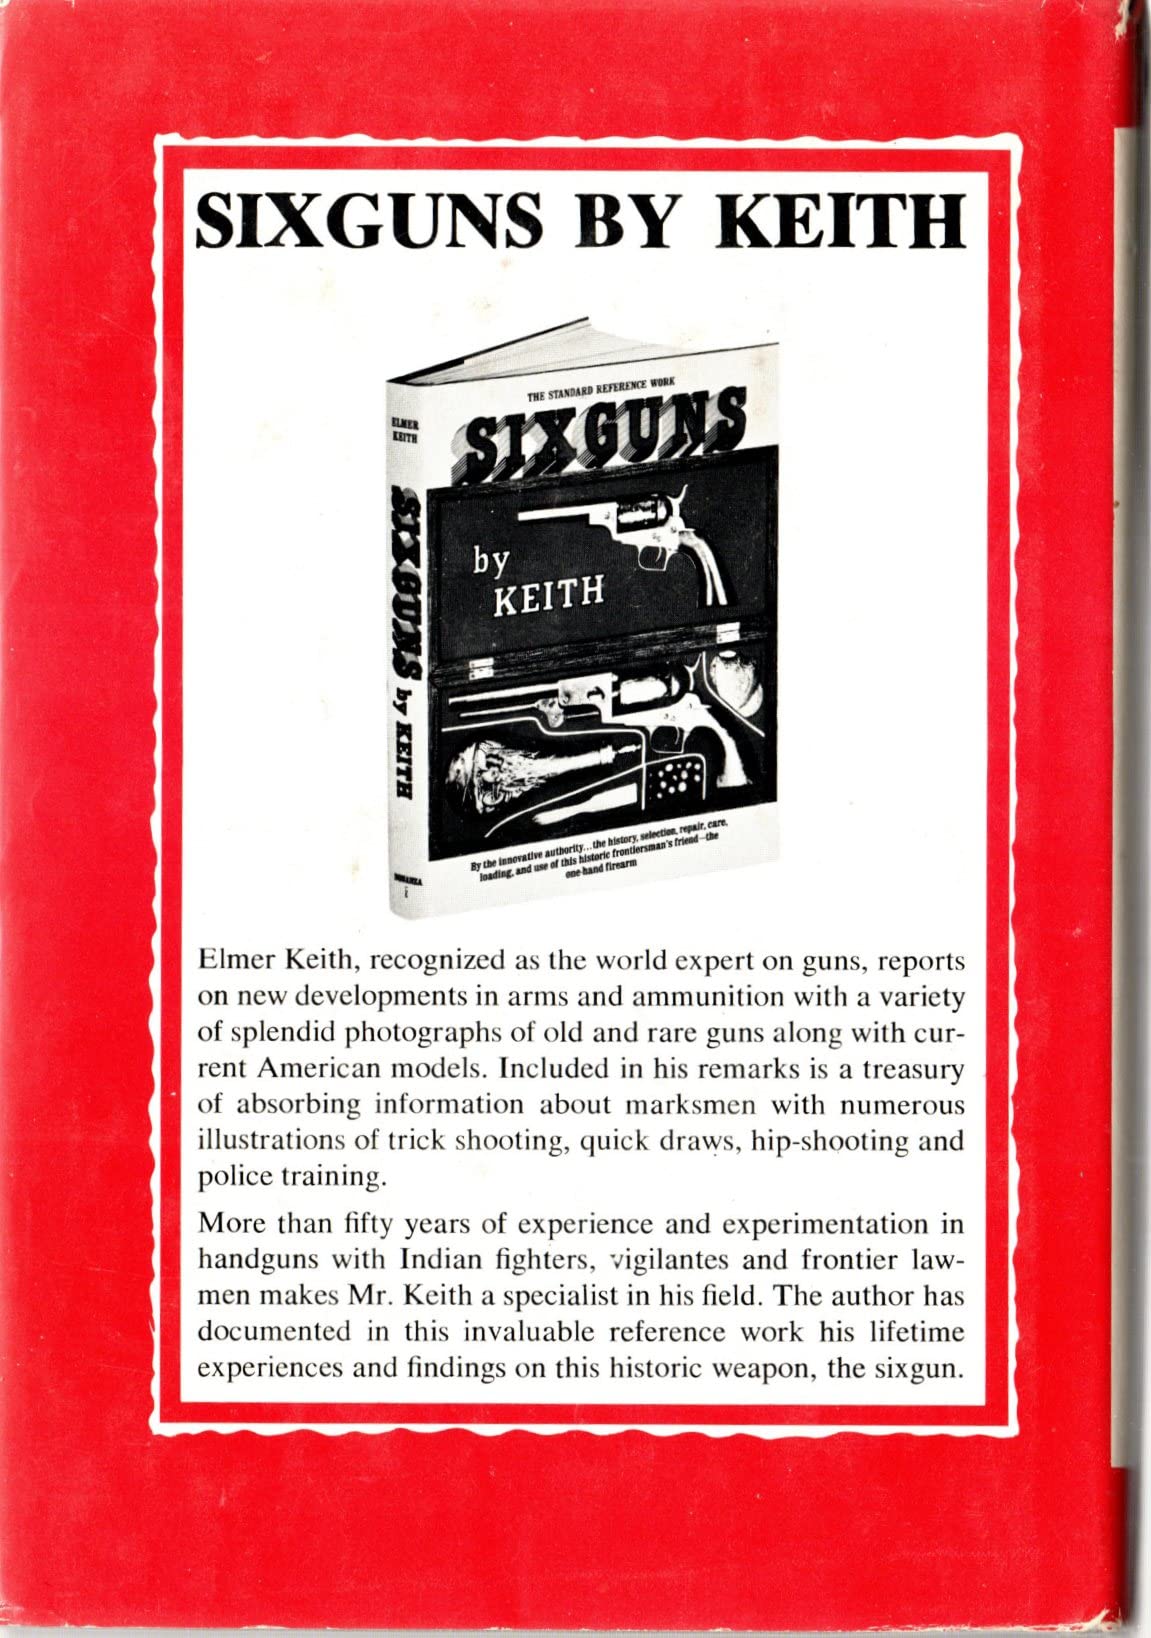 SIXGUNS BY KEITH
THE STANDARD REFERENCE WORK
SIXGUNS
ELMER
KEITH
by
KEITH
SIXGUNS by KEITH
By the innovative authority...the history, selection, repair, care,
loading, and use of this historic frontiersman's friend—the
one-hand firearm
BONANZA
Elmer Keith, recognized as the world expert on guns, reports
on new developments in arms and ammunition with a variety
of splendid photographs of old and rare guns along with cur-
rent American models. Included in his remarks is a treasury
of absorbing information about marksmen with numerous
illustrations of trick shooting, quick draws, hip-shooting and
police training.
More than fifty years of experience and experimentation in
handguns with Indian fighters, vigilantes and frontier law-
men makes Mr. Keith a specialist in his field. The author has
documented in this invaluable reference work his lifetime
experiences and findings on this historic weapon, the sixgun.